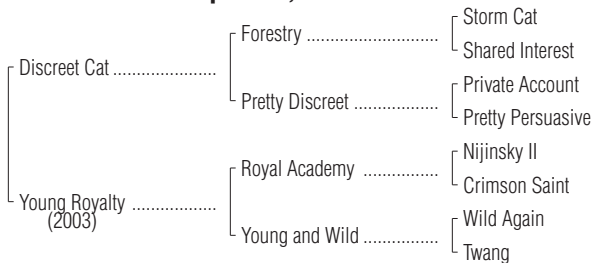 Storm Cat
Forestry ........................
Shared Interest
Discreet Cat ......................
Private Account
Pretty Discreet ..................
Pretty Persuasive
Nijinsky II
Royal Academy ................
Crimson Saint
Young Royalty ..................
(2003)
Wild Again
Young and Wild ................
Twang